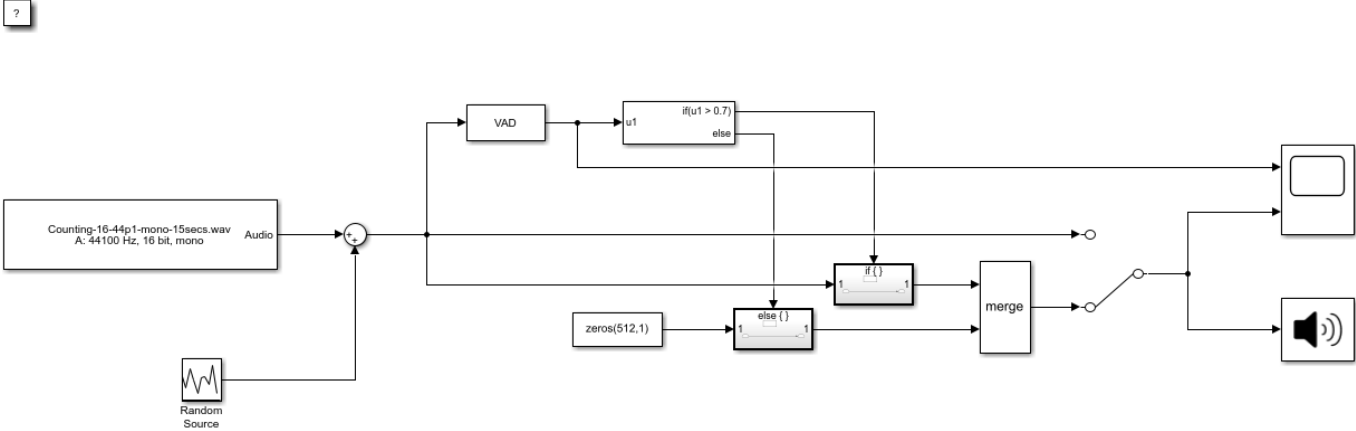 ?
if(u1 > 0.7)
VAD
u1
else
Counting-16-44p1-mono-15secs.wav
Audio
A: 44100 Hz, 16 bit, mono
+
+
if { }
1
1
merge
else { }
zeros(512,1)
1
1
Random
Source